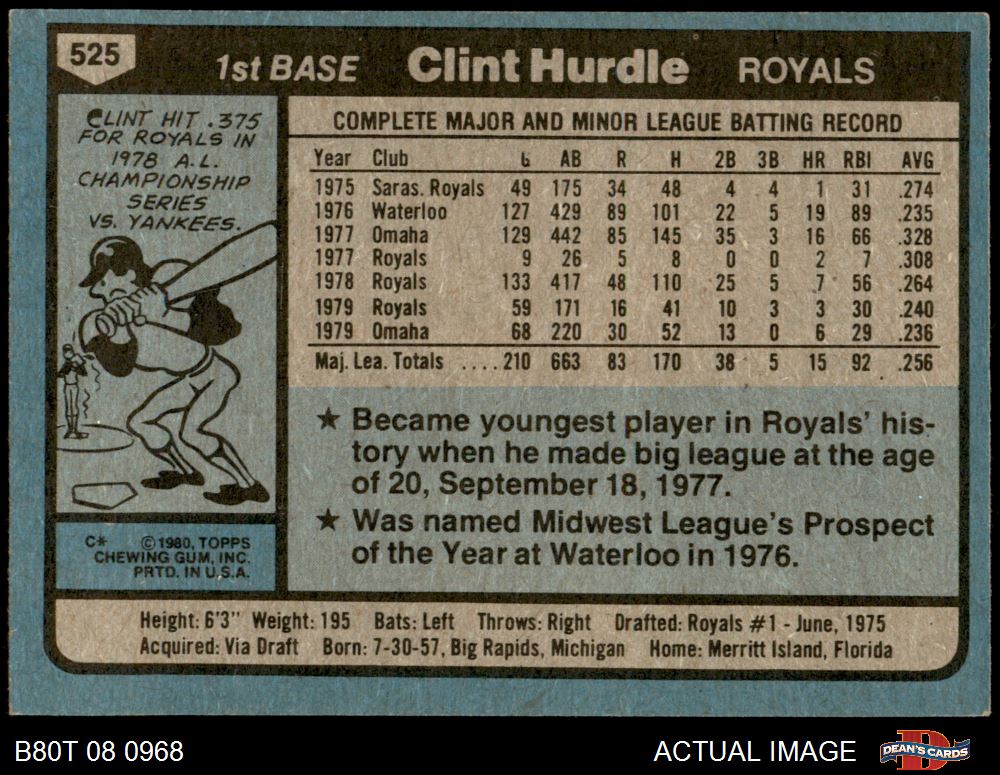 525
1st BASE Clint Hurdle ROYALS
CLINT HIT .375
FOR ROYALS IN
1978 A.L.
CHAMPIONSHIP
SERIES
VS. YANKEES.
C* ©1980, TOPPS
CHEWING GUM, INC.
PRTD. IN U.S.A.
COMPLETE MAJOR AND MINOR LEAGUE BATTING RECORD
Year Club G AB R H 2B 3B HR RBI AVG
1975 Saras. Royals 49 175 34 48 4 4 1 31 .274
1976 Waterloo 127 429 89 101 22 5 19 89 .235
1977 Omaha 129 442 85 145 35 3 16 66 .328
1977 Royals 9 26 5 8 0 0 2 7 .308
1978 Royals 133 417 48 110 25 5 7 56 .264
1979 Royals 59 171 16 41 10 3 3 30 .240
1979 Omaha 68 220 30 52 13 0 6 29 .236
Maj. Lea. Totals ....210 663 83 170 38 5 15 92 .256
★ Became youngest player in Royals' his-
tory when he made big league at the age
of 20, September 18, 1977.
★ Was named Midwest League's Prospect
of the Year at Waterloo in 1976.
Height: 6'3" Weight: 195 Bats: Left Throws: Right Drafted: Royals #1 - June, 1975
Acquired: Via Draft Born: 7-30-57, Big Rapids, Michigan Home: Merritt Island, Florida
B80T 08 0968 ACTUAL IMAGE D DEAN'S CARDS